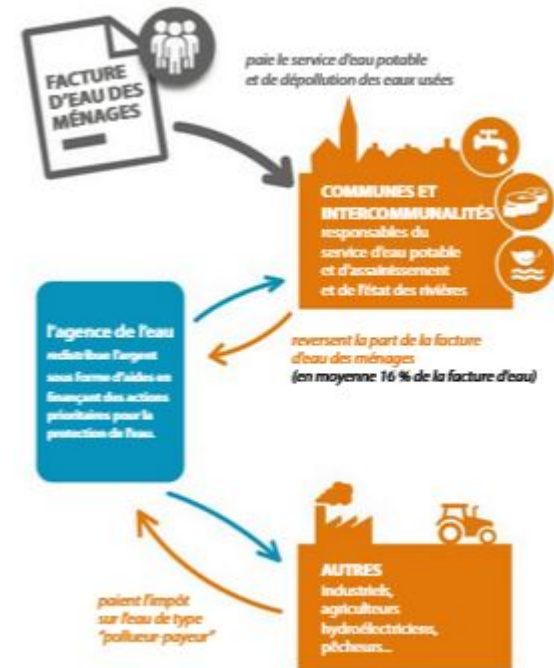 FACTURE
D'EAU DES
MÉNAGES
paie le service d'eau potable
et de dépollution des eaux usées
COMMUNES ET
INTERCOMMUNALITÉS
responsables du
service d'eau potable
et d'assainissement
et de l'état des rivières
l'agence de l'eau
redistribue l'argent
sous forme d'aides en
finançant des actions
prioritaires pour la
protection de l'eau.
reversent la part de la facture
d'eau des ménages
(en moyenne 16 % de la facture d'eau)
paient l'impôt
sur l'eau de type
"pollueur-payeur"
AUTRES
industriels,
agriculteurs
hydroélectriciens,
pêcheurs...